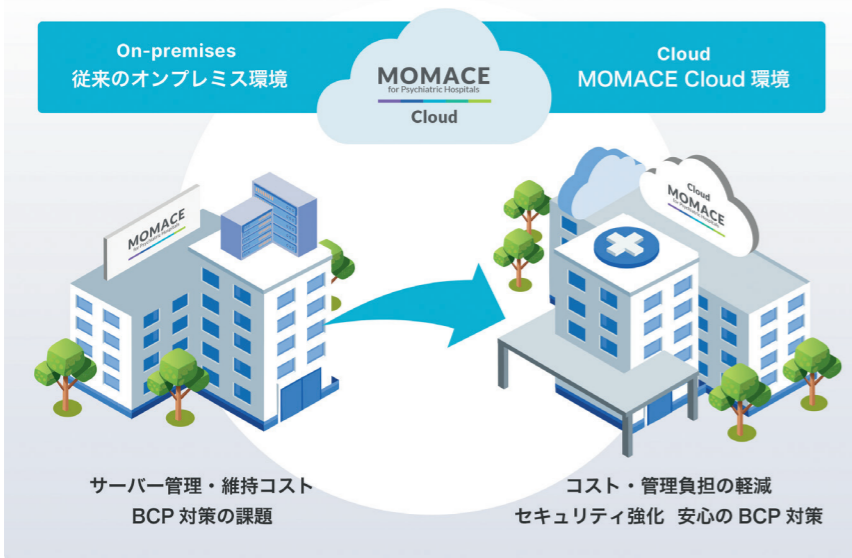 On-premises
従来のオンプレミス環境
MOMACE
for Psychiatric Hospitals
Cloud
Cloud
MOMACE Cloud 環境
MOMACE
for Psychiatric Hospitals
Cloud
MOMACE
for Psychiatric Hospitals
サーバー管理・維持コスト
BCP 対策の課題
コスト・管理負担の軽減
セキュリティ強化 安心の BCP 対策